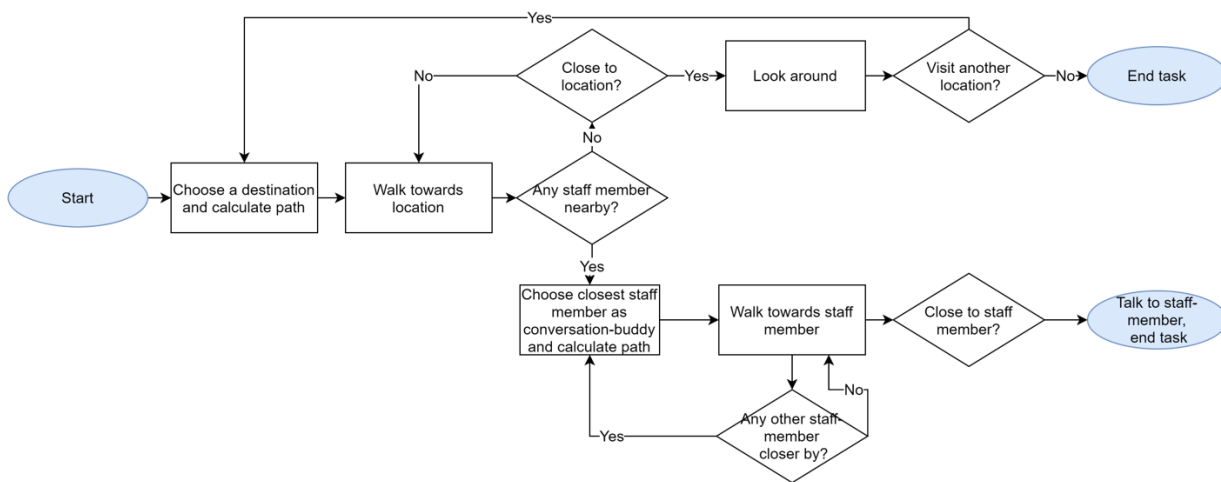 Yes
Close to
location?
No
Yes
Look around
Visit another
location?
No
End task
No
Start
Choose a destination
and calculate path
Walk towards
location
Any staff member
nearby?
Yes
Choose closest staff
member as
conversation-buddy
and calculate path
Walk towards staff
member
Close to staff
member?
Talk to staff-
member,
end task
No
Yes
Any other staff-
member
closer by?